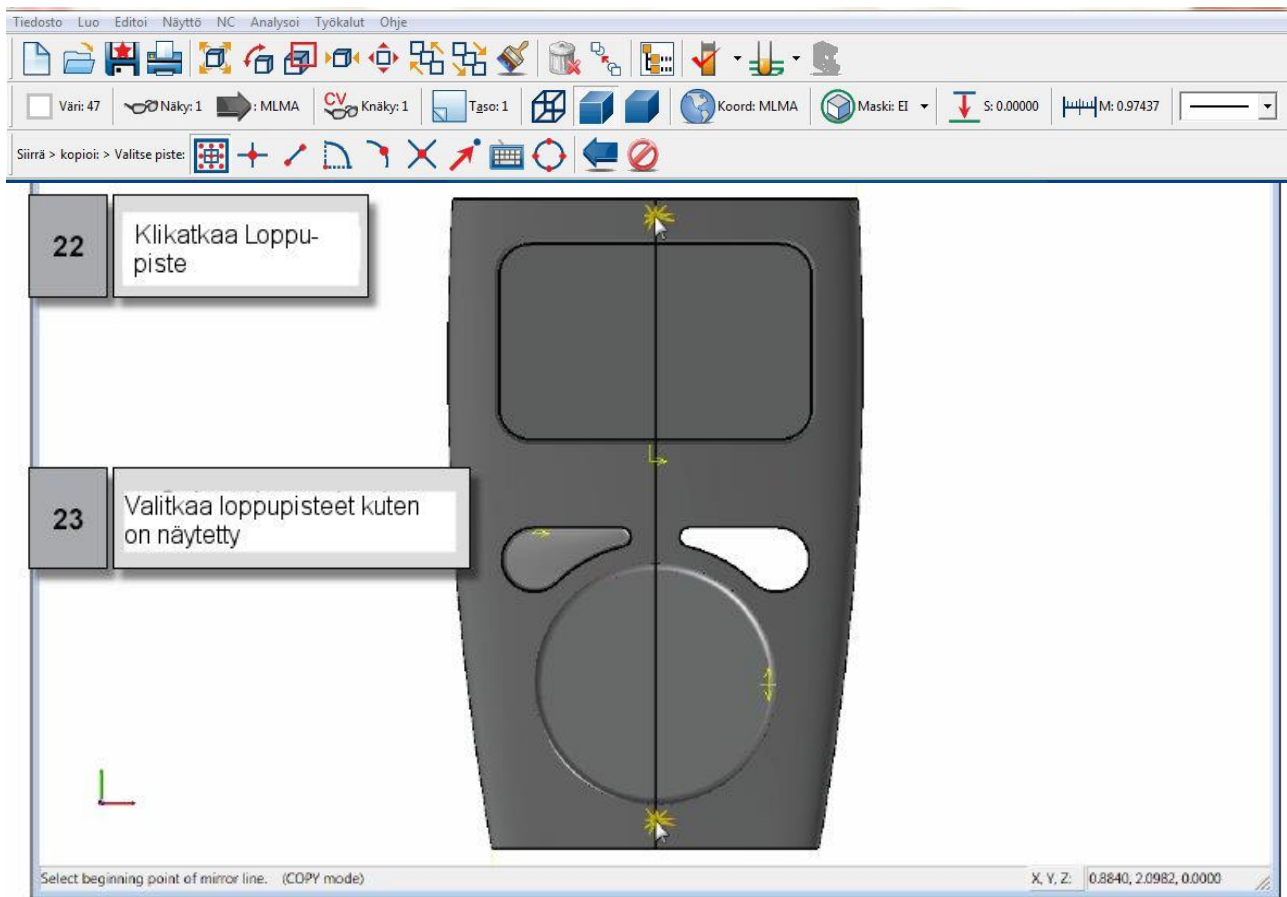 Tiedosto Luo Editoi Näyttö NC Analysoi Työkalut Ohje
Väri: 47 Näky: 1 : MLMA CV Knäky: 1 Taso: 1 Koord: MLMA Maski: EI S: 0.00000 M: 0.97437
Siirrä > kopioi: > Valitse piste:
22
Klikatkaa Loppu-
piste
23
Valitkaa loppupisteet kuten
on näytetty
Select beginning point of mirror line. (COPY mode) X, Y, Z: 0.8840, 2.0982, 0.0000